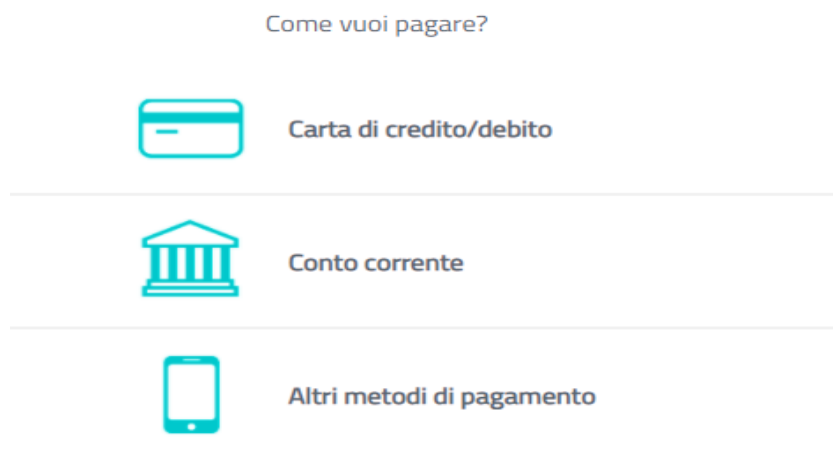 Come vuoi pagare?
Carta di credito/debito
Conto corrente
Altri metodi di pagamento